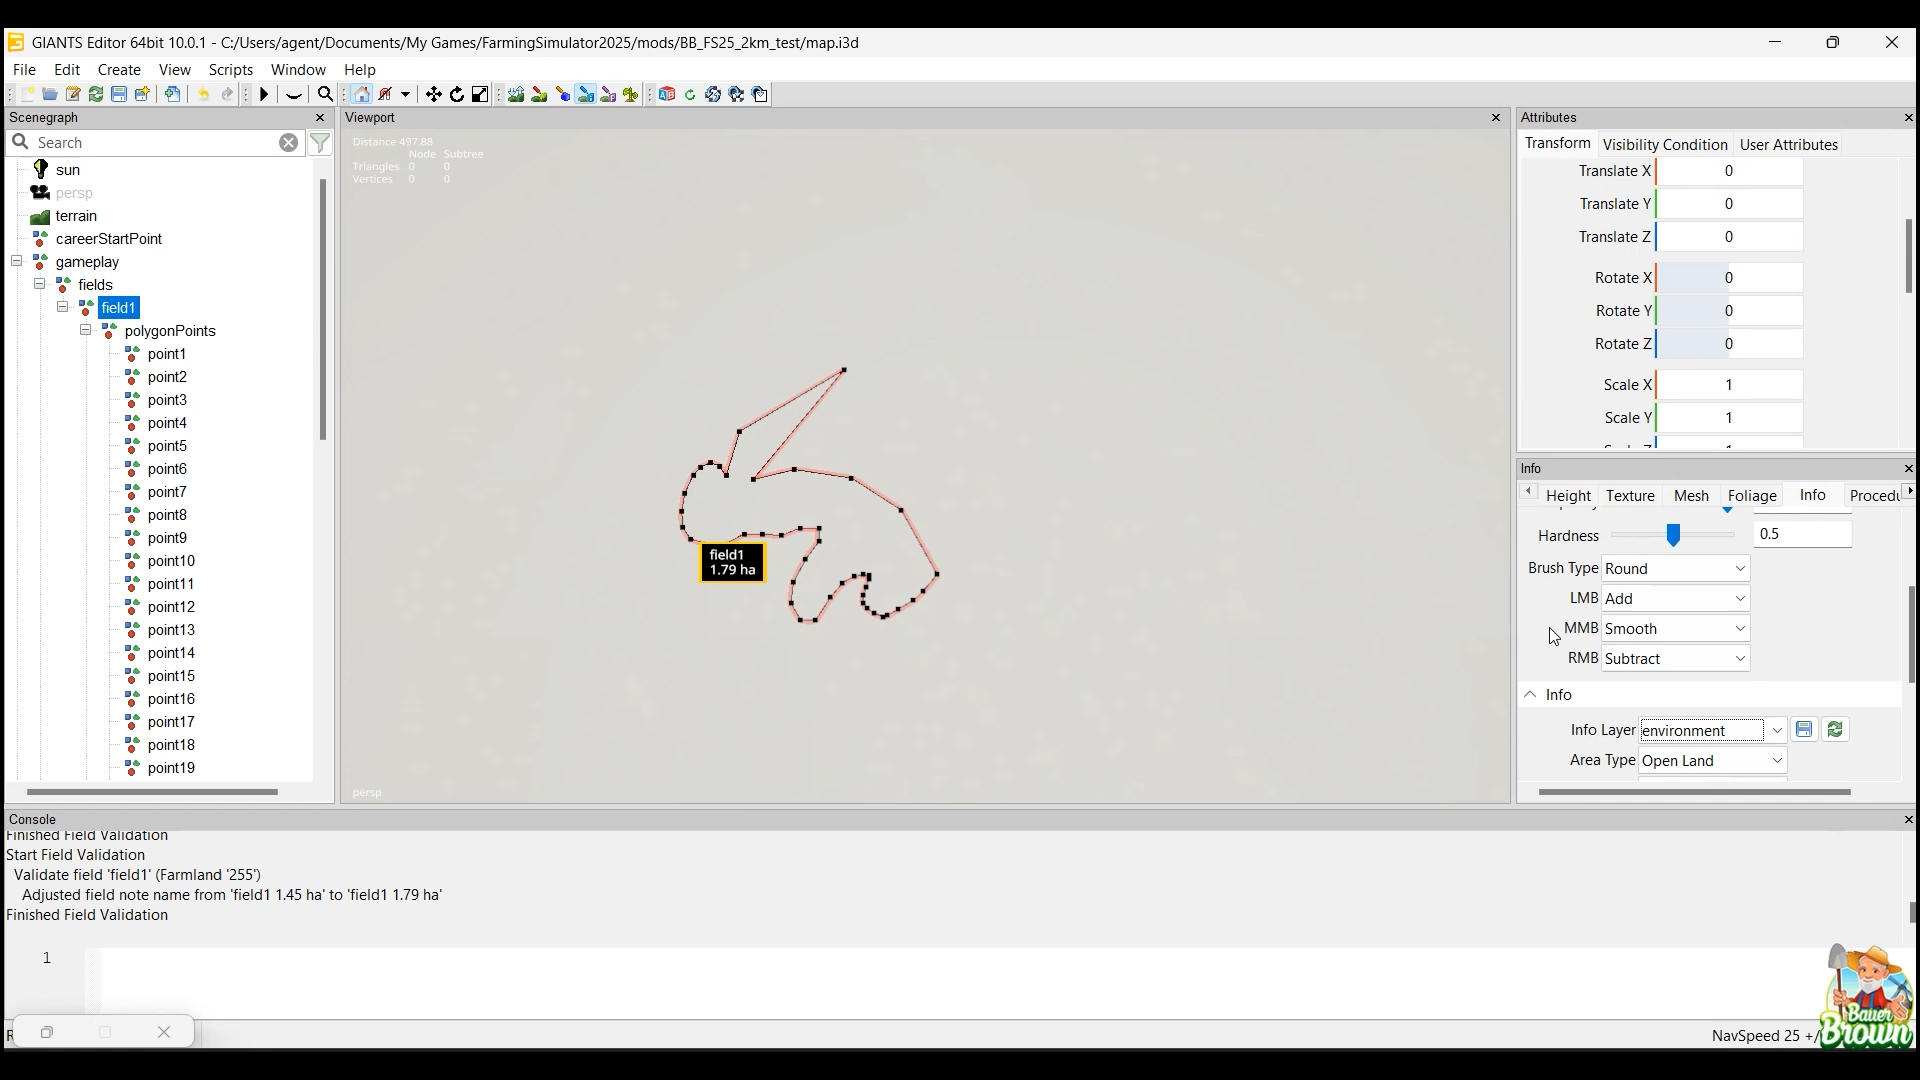 GIANTS Editor 64bit 10.0.1 - C:/Users/agent/Documents/My Games/FarmingSimulator2025/mods/BB_FS25_2km_test/map.i3d
File Edit Create View Scripts Window Help
Scenegraph
Search
sun
persp
terrain
careerStartPoint
gameplay
fields
field1
polygonPoints
point1
point2
point3
point4
point5
point6
point7
point8
point9
point10
point11
point12
point13
point14
point15
point16
point17
point18
point19
Viewport
Distance 497.88
Node Subtree
Triangles 0 0
Vertices 0 0
field1
1.79 ha
persp
Attributes
Transform Visibility Condition User Attributes
Translate X 0
Translate Y 0
Translate Z 0
Rotate X 0
Rotate Y 0
Rotate Z 0
Scale X 1
Scale Y 1
Info
Height Texture Mesh Foliage Info Procedu
Hardness 0.5
Brush Type Round
LMB Add
MMB Smooth
RMB Subtract
Info
Info Layer environment
Area Type Open Land
Console
Finished Field Validation
Start Field Validation
Validate field 'field1' (Farmland '255')
Adjusted field note name from 'field1 1.45 ha' to 'field1 1.79 ha'
Finished Field Validation
1
NavSpeed 25 +/
Bauer
Brown